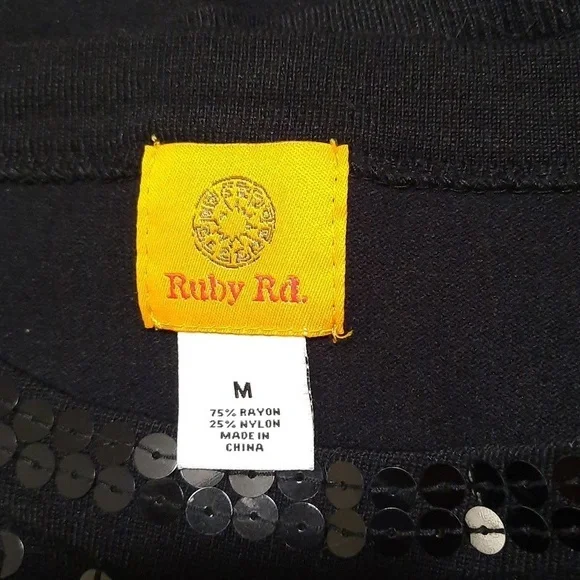 Ruby Rd.
M
75% RAYON
25% NYLON
MADE IN
CHINA